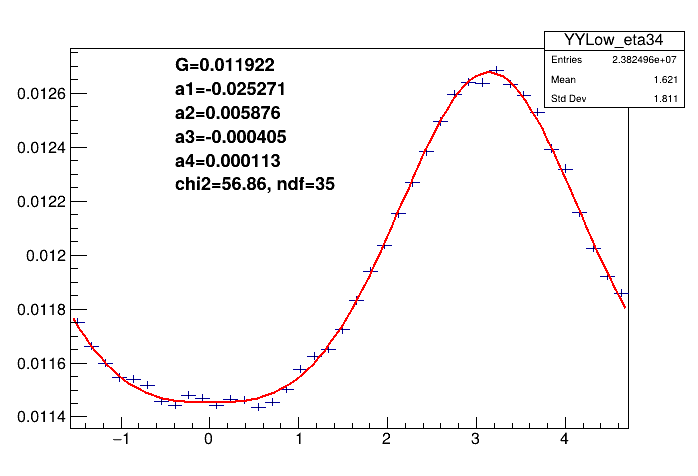 YYLow_eta34
Entries 2.382496e+07
Mean 1.621
Std Dev 1.811
G=0.011922
a1=-0.025271
a2=0.005876
a3=-0.000405
a4=0.000113
chi2=56.86, ndf=35
0.0126
0.0124
0.0122
0.012
0.0118
0.0116
0.0114
−1 0 1 2 3 4